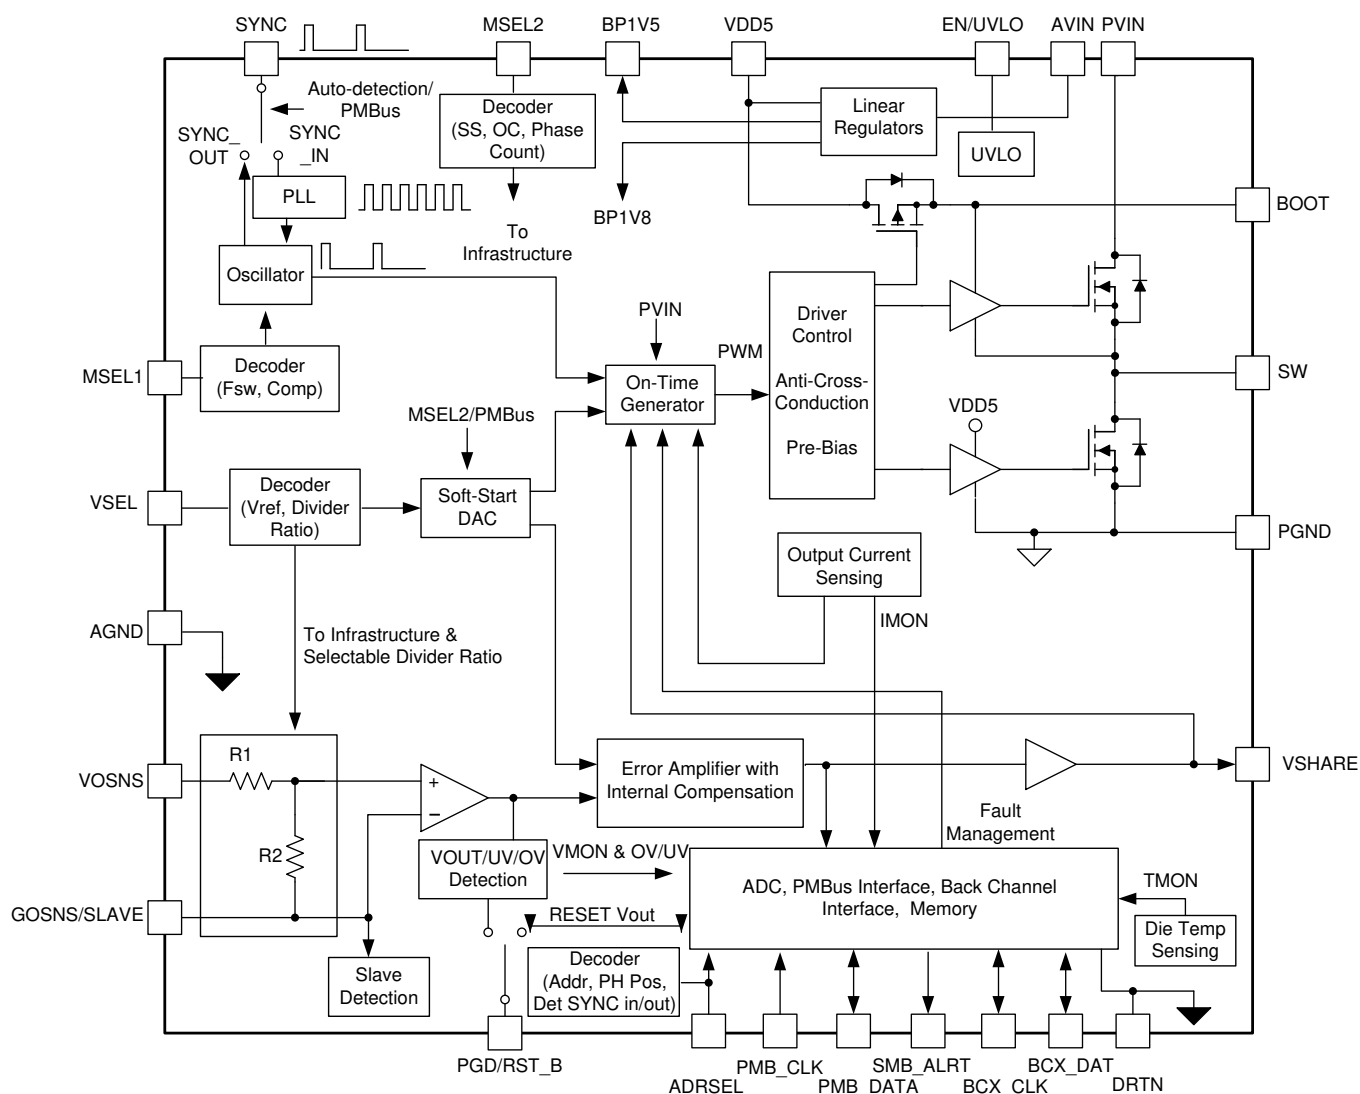 SYNC
MSEL2
BP1V5
VDD5
EN/UVLO
AVIN
PVIN
Auto-detection/
PMBus
SYNC_
OUT
SYNC
_IN
PLL
Decoder
(SS, OC, Phase
Count)
Linear
Regulators
UVLO
BP1V8
To
Infrastructure
BOOT
Oscillator
PVIN
Driver
Control
PWM
Anti-Cross-
Conduction
Pre-Bias
MSEL1
Decoder
(Fsw, Comp)
On-Time
Generator
SW
MSEL2/PMBus
VDD5
VSEL
Decoder
(Vref, Divider
Ratio)
Soft-Start
DAC
PGND
Output Current
Sensing
IMON
AGND
To Infrastructure &
Selectable Divider Ratio
VOSNS
R1
R2
+
−
Error Amplifier with
Internal Compensation
VSHARE
Fault
Management
VOUT/UV/OV
Detection
VMON & OV/UV
ADC, PMBus Interface, Back Channel
Interface, Memory
TMON
GOSNS/SLAVE
RESET Vout
Die Temp
Sensing
Slave
Detection
Decoder
(Addr, PH Pos,
Det SYNC in/out)
PGD/RST_B
ADRSEL
PMB_CLK
PMB_DATA
SMB_ALRT
BCX_CLK
BCX_DAT
DRTN